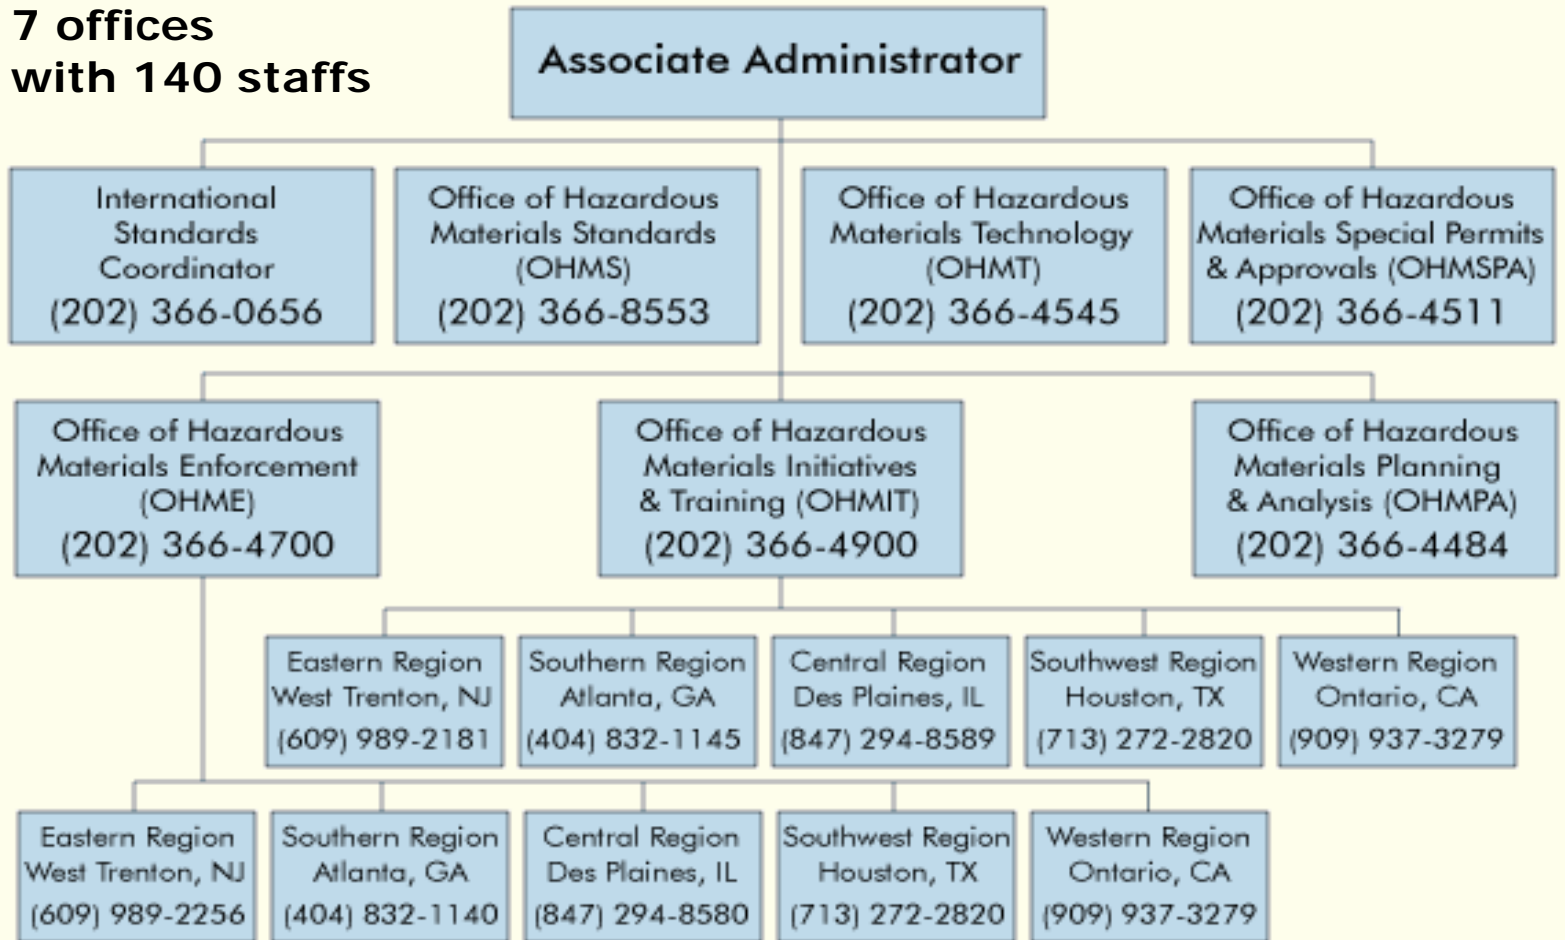 7 offices
with 140 staffs
Associate Administrator
International
Standards
Coordinator
(202) 366-0656
Office of Hazardous
Materials Standards
(OHMS)
(202) 366-8553
Office of Hazardous
Materials Technology
(OHMT)
(202) 366-4545
Office of Hazardous
Materials Special Permits
& Approvals (OHMSPA)
(202) 366-4511
Office of Hazardous
Materials Enforcement
(OHME)
(202) 366-4700
Office of Hazardous
Materials Initiatives
& Training (OHMIT)
(202) 366-4900
Office of Hazardous
Materials Planning
& Analysis (OHMPA)
(202) 366-4484
Eastern Region
West Trenton, NJ
(609) 989-2181
Southern Region
Atlanta, GA
(404) 832-1145
Central Region
Des Plaines, IL
(847) 294-8589
Southwest Region
Houston, TX
(713) 272-2820
Western Region
Ontario, CA
(909) 937-3279
Eastern Region
West Trenton, NJ
(609) 989-2256
Southern Region
Atlanta, GA
(404) 832-1140
Central Region
Des Plaines, IL
(847) 294-8580
Southwest Region
Houston, TX
(713) 272-2820
Western Region
Ontario, CA
(909) 937-3279